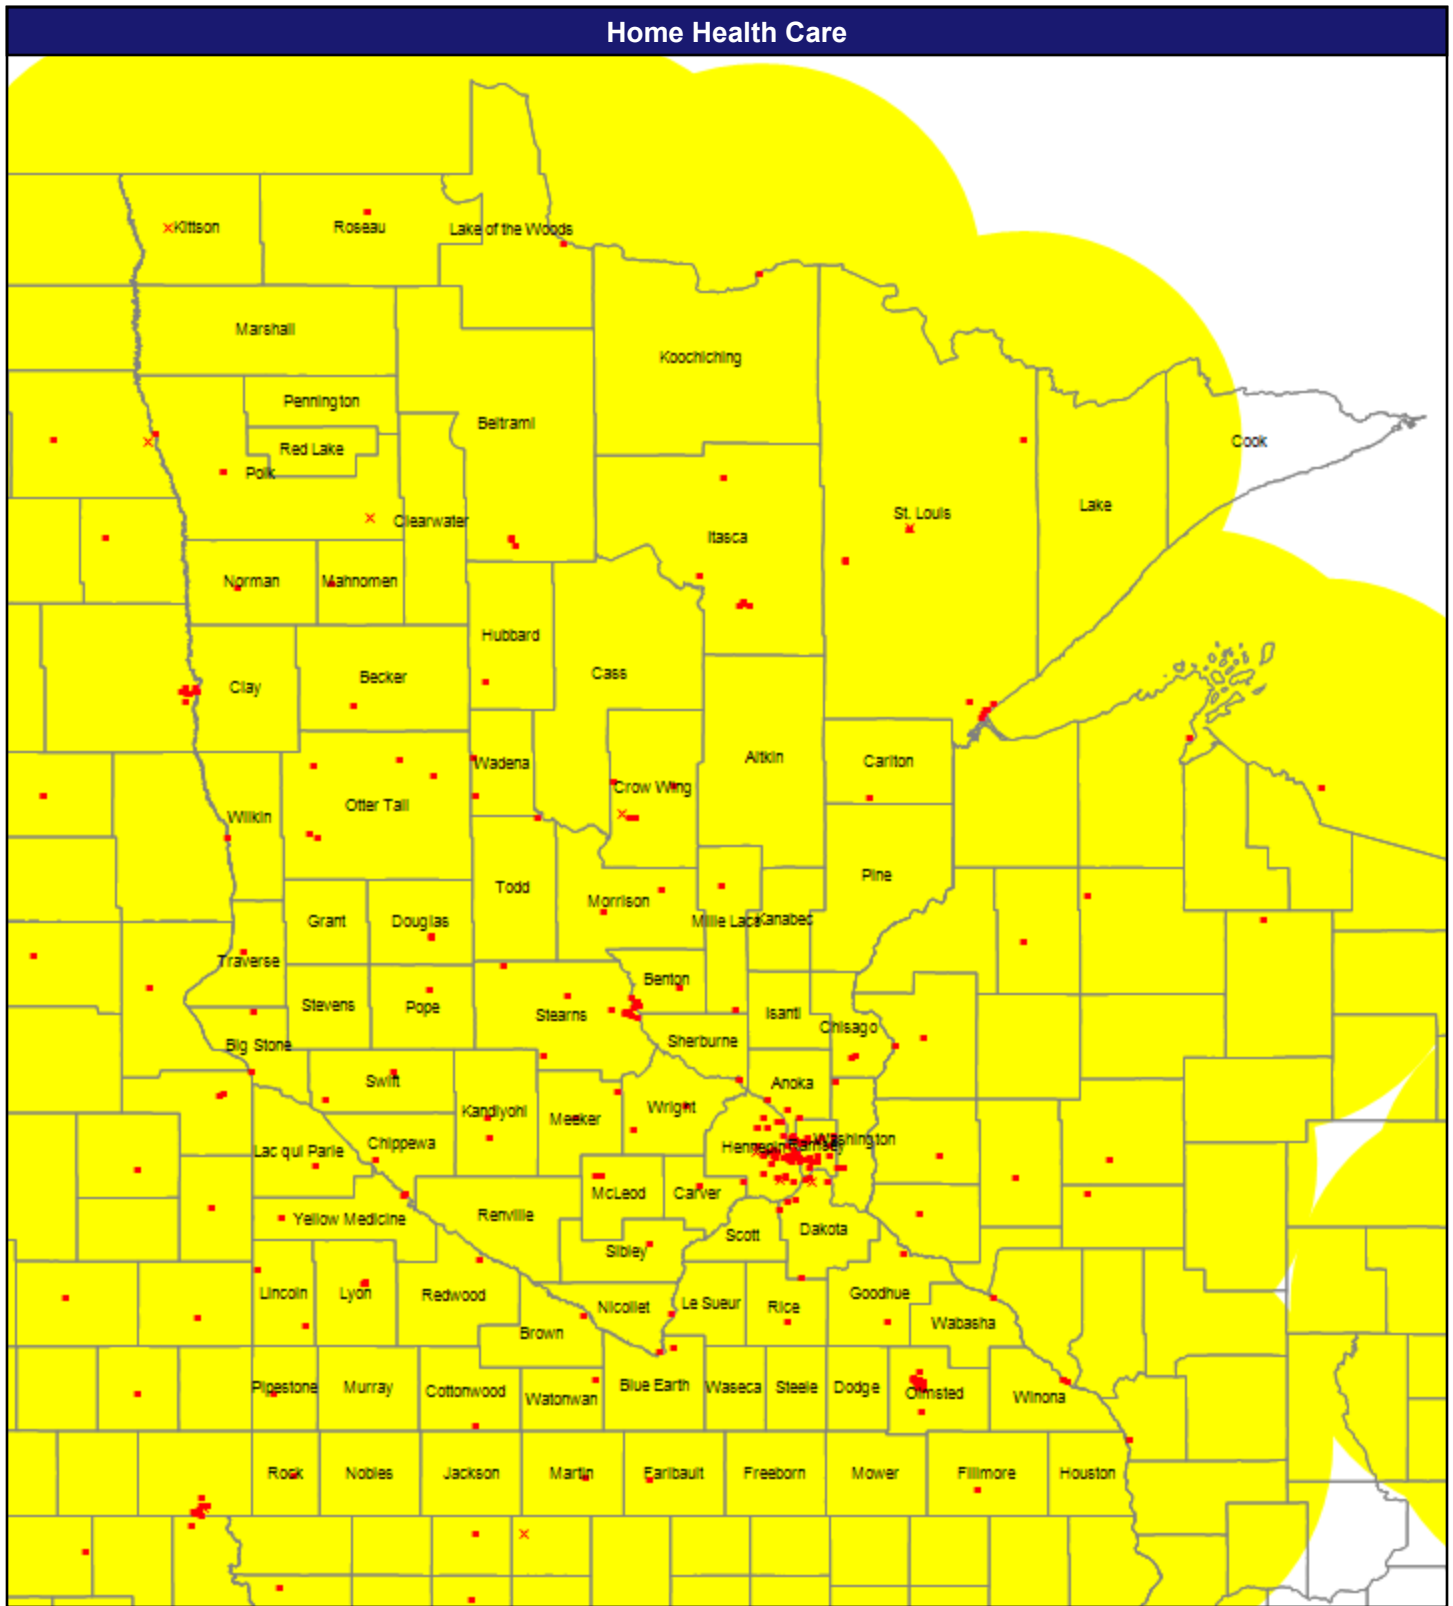 Home Health Care
Kittson
Roseau
Lake of the Woods
Marshall
Koochiching
Pennington
Beltrami
Red Lake
Cook
Polk
Clearwater
St. Louis
Lake
Itasca
Norman
Mahnomen
Hubbard
Cass
Clay
Becker
Wadena
Aitkin
Carlton
Crow Wing
Otter Tail
Wilkin
Todd
Pine
Morrison
Grant
Douglas
Mille Lacs
Kanabec
Traverse
Benton
Stevens
Pope
Stearns
Isanti
Chisago
Big Stone
Sherburne
Swift
Anoka
Kandiyohi
Meeker
Wright
Lac qui Parle
Chippewa
Hennepin
Ramsey
Washington
McLeod
Carver
Yellow Medicine
Renville
Scott
Dakota
Sibley
Lincoln
Lyon
Redwood
Nicollet
Le Sueur
Rice
Goodhue
Wabasha
Brown
Pipestone
Murray
Cottonwood
Watonwan
Blue Earth
Waseca
Steele
Dodge
Olmsted
Winona
Rock
Nobles
Jackson
Martin
Faribault
Freeborn
Mower
Fillmore
Houston